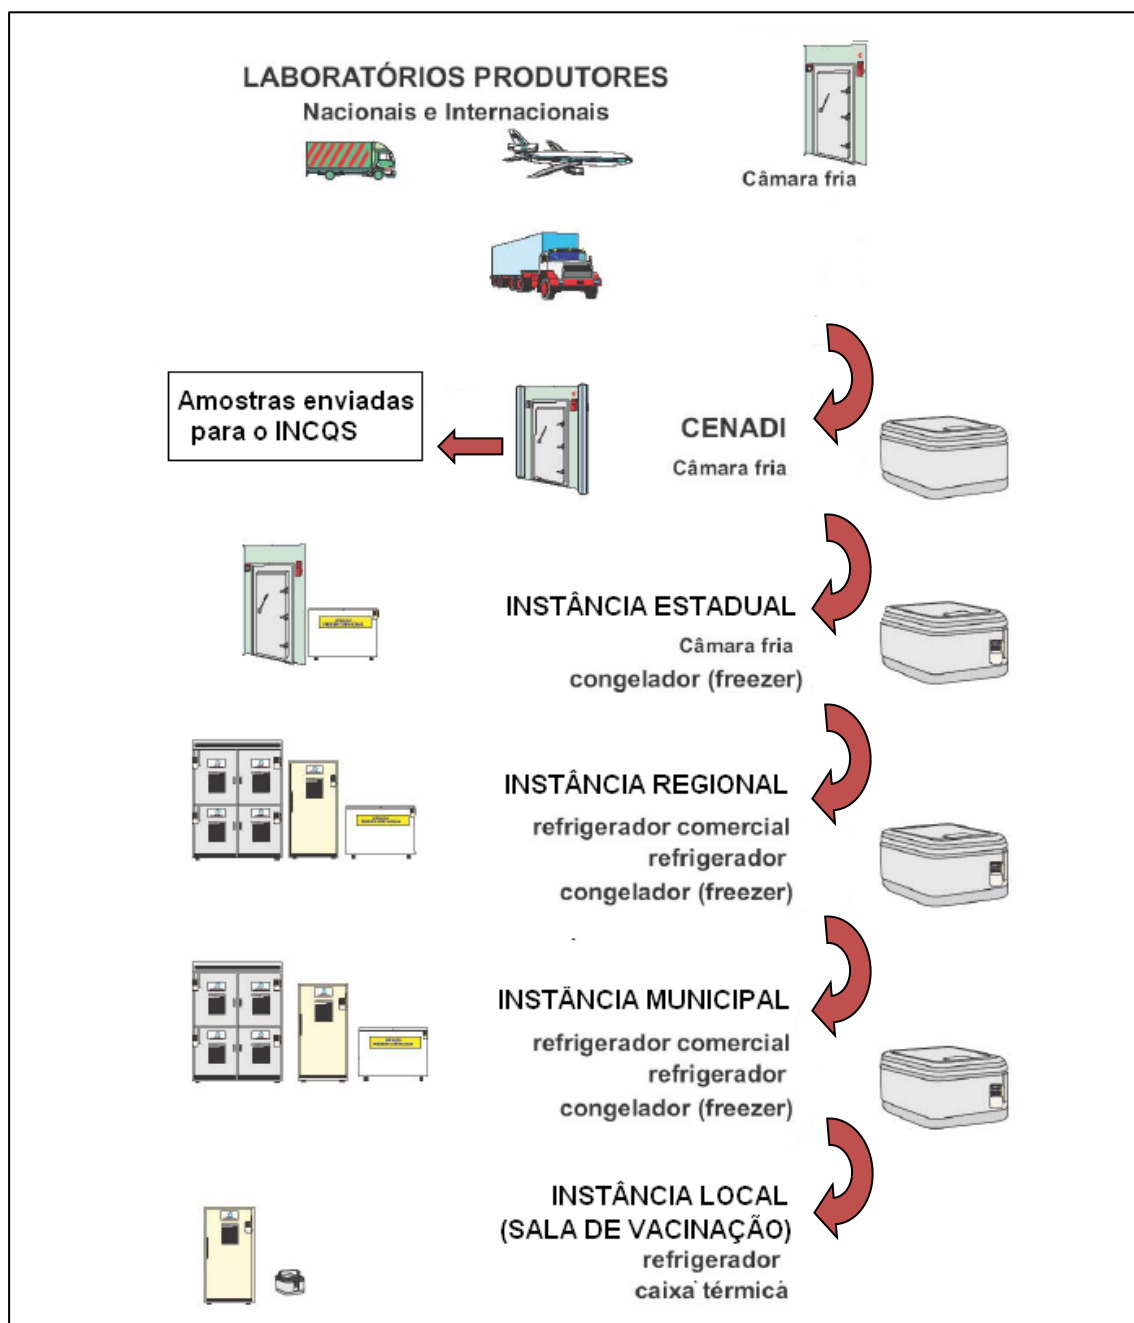 LABORATÓRIOS PRODUTORES
Nacionais e Internacionais
Câmara fria
Amostras enviadas
para o INCQS
CENADI
Câmara fria
INSTÂNCIA ESTADUAL
Câmara fria
congelador (freezer)
INSTÂNCIA REGIONAL
refrigerador comercial
refrigerador
congelador (freezer)
INSTÂNCIA MUNICIPAL
refrigerador comercial
refrigerador
congelador (freezer)
INSTÂNCIA LOCAL
(SALA DE VACINAÇÃO)
refrigerador
caixa térmica